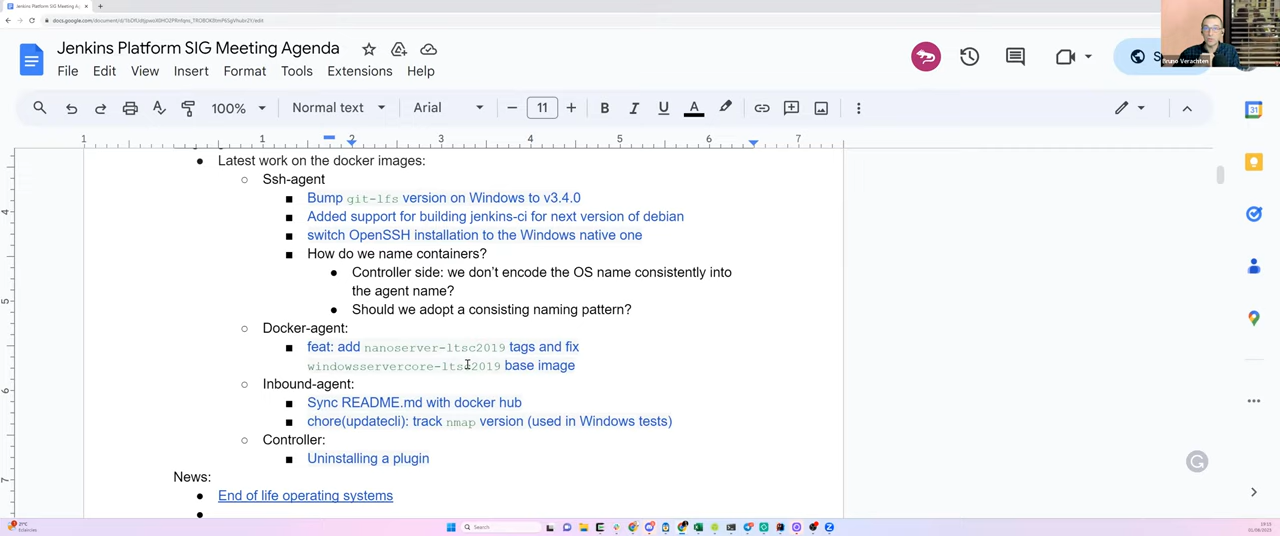 Jenkins Platform SIG Meeting Agenda
Bruno Verachten
File Edit View Insert Format Tools Extensions Help
100% Normal text Arial 11
Latest work on the docker images:
Ssh-agent
Bump git-lfs version on Windows to v3.4.0
Added support for building jenkins-ci for next version of debian
switch OpenSSH installation to the Windows native one
How do we name containers?
Controller side: we don't encode the OS name consistently into
the agent name?
Should we adopt a consisting naming pattern?
Docker-agent:
feat: add nanoserver-ltsc2019 tags and fix
windowsservercore-ltsc2019 base image
Inbound-agent:
Sync README.md with docker hub
chore(updatecli): track nmap version (used in Windows tests)
Controller:
Uninstalling a plugin
News:
End of life operating systems
Search